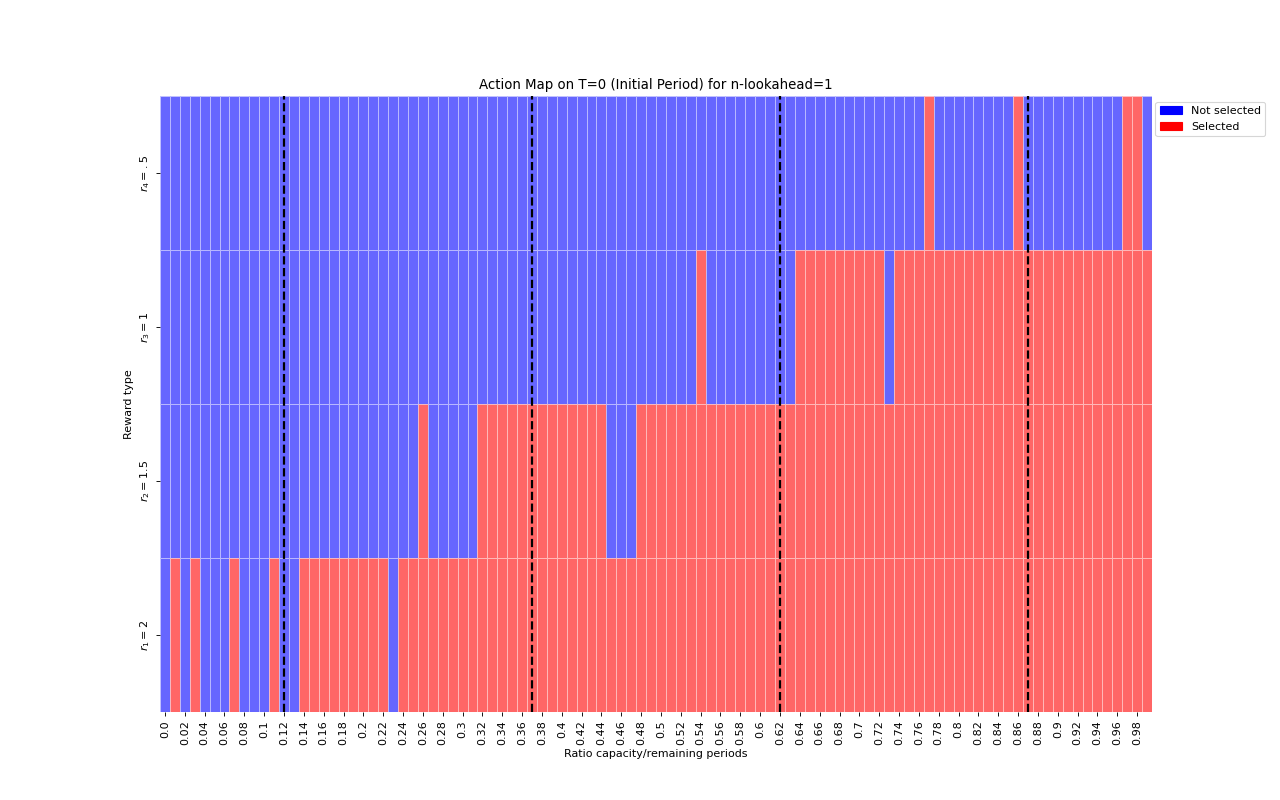 Action Map on T=0 (Initial Period) for n-lookahead=1
Not selected
Selected
Reward type
r₄ = .5
r₃ = 1
r₂ = 1.5
r₁ = 2
0.0 0.02 0.04 0.06 0.08 0.1 0.12 0.14 0.16 0.18 0.2 0.22 0.24 0.26 0.28 0.3 0.32 0.34 0.36 0.38 0.4 0.42 0.44 0.46 0.48 0.5 0.52 0.54 0.56 0.58 0.6 0.62 0.64 0.66 0.68 0.7 0.72 0.74 0.76 0.78 0.8 0.82 0.84 0.86 0.88 0.9 0.92 0.94 0.96 0.98
Ratio capacity/remaining periods